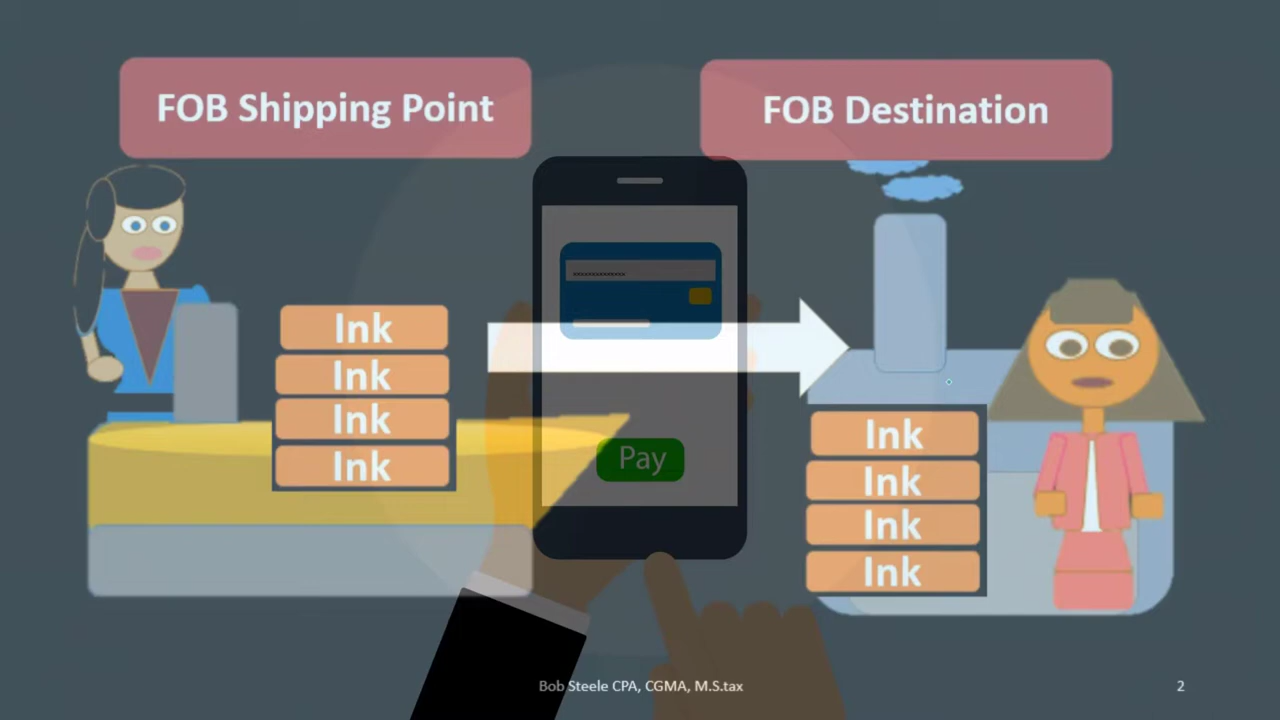 FOB Shipping Point
FOB Destination
xxxxxxxxxxxxxx
Ink
Ink
Ink
Ink
Pay
Ink
Ink
Ink
Ink
Bob Steele CPA, CGMA, M.S.tax
2